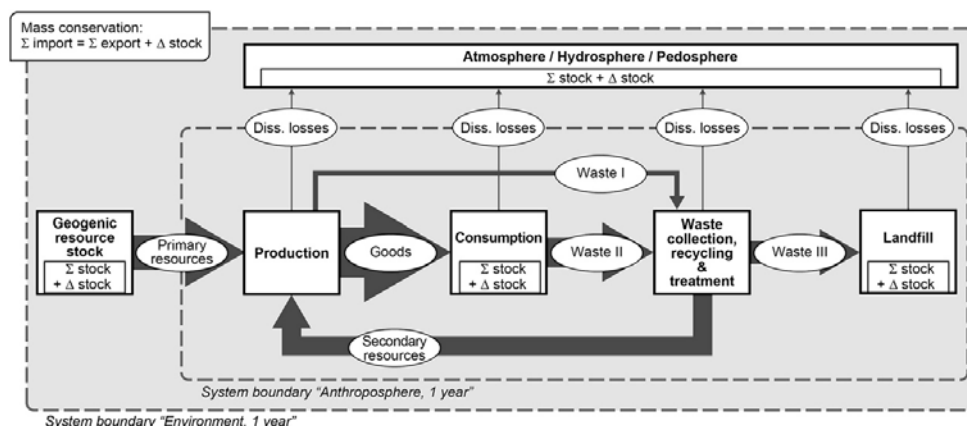 Mass conservation:
Σ import = Σ export + Δ stock
Atmosphere / Hydrosphere / Pedosphere
Σ stock + Δ stock
Diss. losses
Diss. losses
Diss. losses
Diss. losses
Waste I
Geogenic
resource
stock
Σ stock
+ Δ stock
Primary
resources
Production
Goods
Consumption
Σ stock
+ Δ stock
Waste II
Waste
collection,
recycling
&
treatment
Waste III
Landfill
Σ stock
+ Δ stock
Secondary
resources
System boundary "Anthroposphere, 1 year"
System boundary "Environment, 1 year"